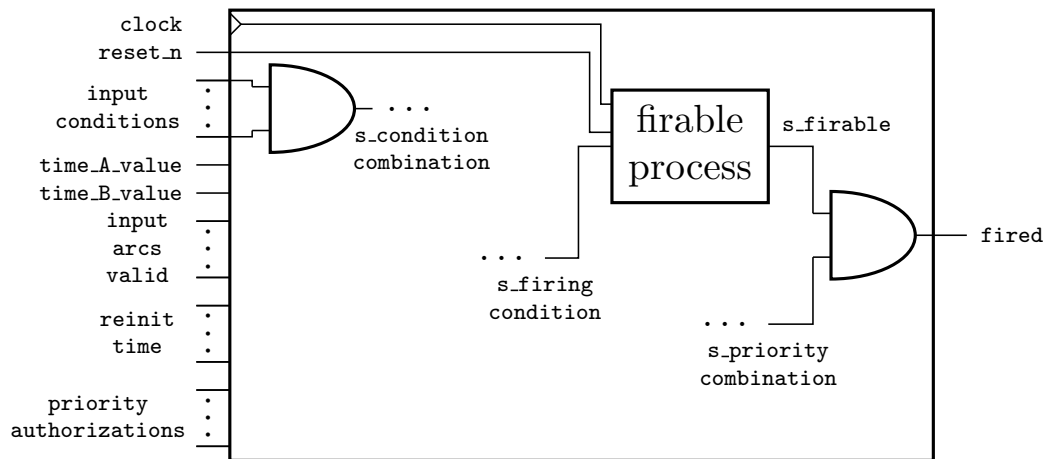 clock
reset_n
input
conditions
time_A_value
time_B_value
input
arcs
valid
reinit
time
priority
authorizations
. . .
s_condition
combination
firable
process
s_firable
. . .
s_firing
condition
. . .
s_priority
combination
fired